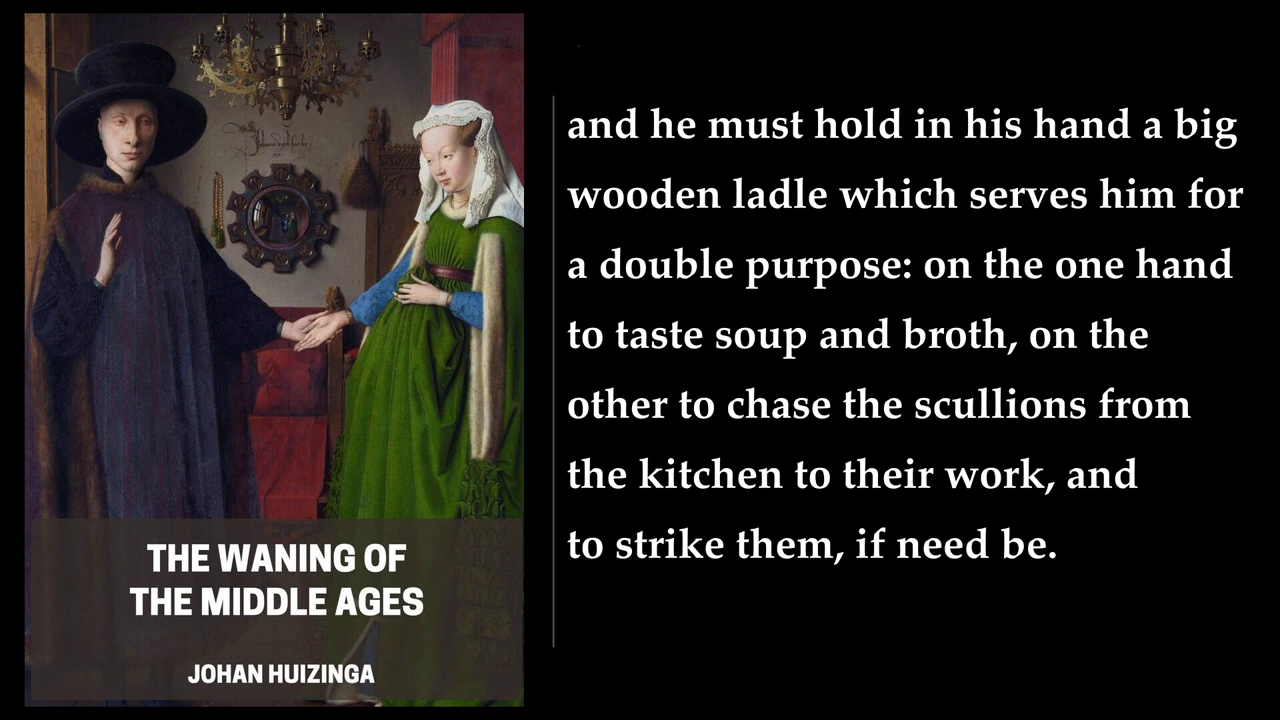 THE WANING OF
THE MIDDLE AGES
JOHAN HUIZINGA
and he must hold in his hand a big
wooden ladle which serves him for
a double purpose: on the one hand
to taste soup and broth, on the
other to chase the scullions from
the kitchen to their work, and
to strike them, if need be.